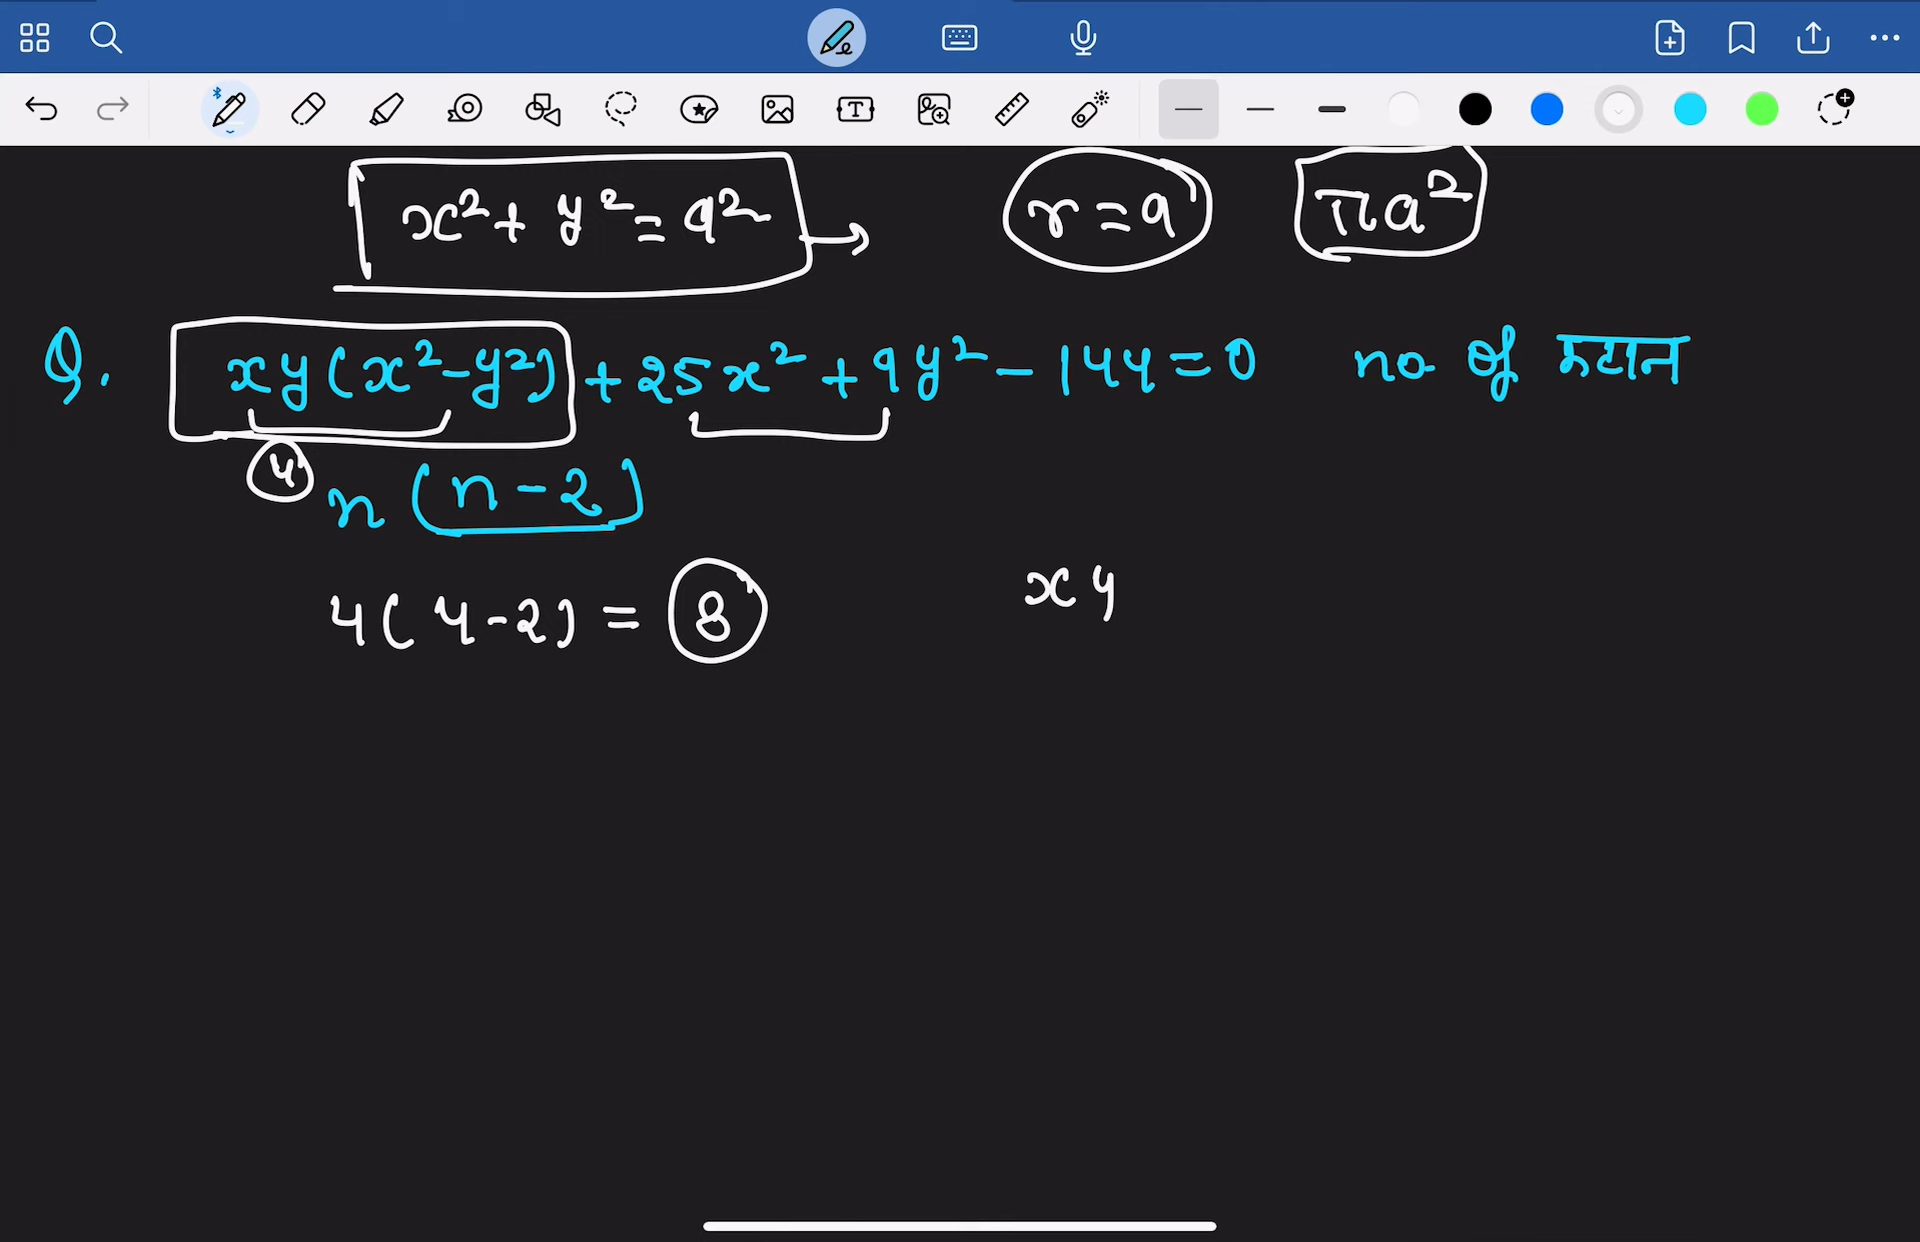 x² + y² = a² → r = a πa²
Q. xy(x²-y²) + 25x² + 9y² - 144 = 0 no of कटान
4 n (n-2)
4(4-2) = 8 xy